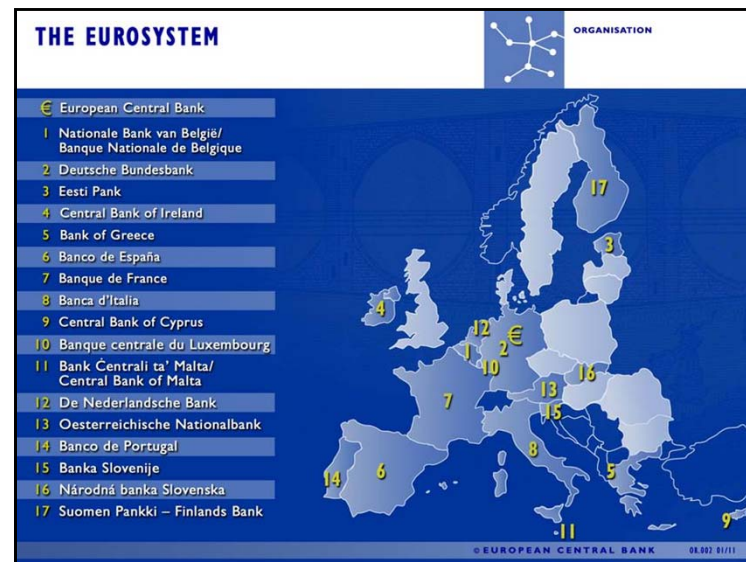 THE EUROSYSTEM
ORGANISATION
€ European Central Bank
1 Nationale Bank van België/
Banque Nationale de Belgique
2 Deutsche Bundesbank
3 Eesti Pank
4 Central Bank of Ireland
5 Bank of Greece
6 Banco de España
7 Banque de France
8 Banca d'Italia
9 Central Bank of Cyprus
10 Banque centrale du Luxembourg
11 Bank Ċentrali ta' Malta/
Central Bank of Malta
12 De Nederlandsche Bank
13 Oesterreichische Nationalbank
14 Banco de Portugal
15 Banka Slovenije
16 Národná banka Slovenska
17 Suomen Pankki – Finlands Bank
17
3
4
12
€
1
2
10
16
13
15
7
8
14
6
5
11
9
© EUROPEAN CENTRAL BANK 08.002 01/11